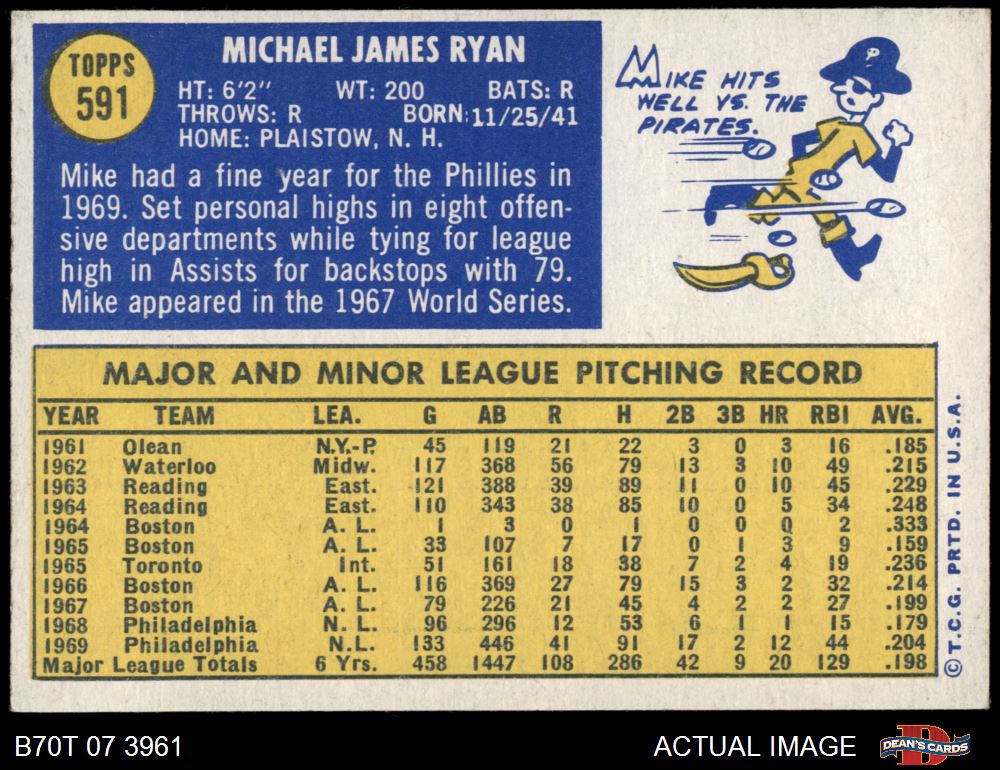 TOPPS
591
MICHAEL JAMES RYAN
HT: 6'2" WT: 200 BATS: R
THROWS: R BORN: 11/25/41
HOME: PLAISTOW, N. H.
Mike had a fine year for the Phillies in
1969. Set personal highs in eight offen-
sive departments while tying for league
high in Assists for backstops with 79.
Mike appeared in the 1967 World Series.
MIKE HITS
WELL VS. THE
PIRATES.
P
MAJOR AND MINOR LEAGUE PITCHING RECORD
YEAR TEAM LEA. G AB R H 2B 3B HR RBI AVG.
1961 Olean N.Y.-P. 45 119 21 22 3 0 3 16 .185
1962 Waterloo Midw. 117 368 56 79 13 3 10 49 .215
1963 Reading East. 121 388 39 89 11 0 10 45 .229
1964 Reading East. 110 343 38 85 10 0 5 34 .248
1964 Boston A. L. 1 3 0 1 0 0 0 2 .333
1965 Boston A. L. 33 107 7 17 0 1 3 9 .159
1965 Toronto Int. 51 161 18 38 7 2 4 19 .236
1966 Boston A. L. 116 369 27 79 15 3 2 32 .214
1967 Boston A. L. 79 226 21 45 4 2 2 27 .199
1968 Philadelphia N. L. 96 296 12 53 6 1 1 15 .179
1969 Philadelphia N.L. 133 446 41 91 17 2 12 44 .204
Major League Totals 6 Yrs. 458 1447 108 286 42 9 20 129 .198
© T.C.G. PRTD. IN U.S.A.
B70T 07 3961
ACTUAL IMAGE
D
DEAN'S CARDS